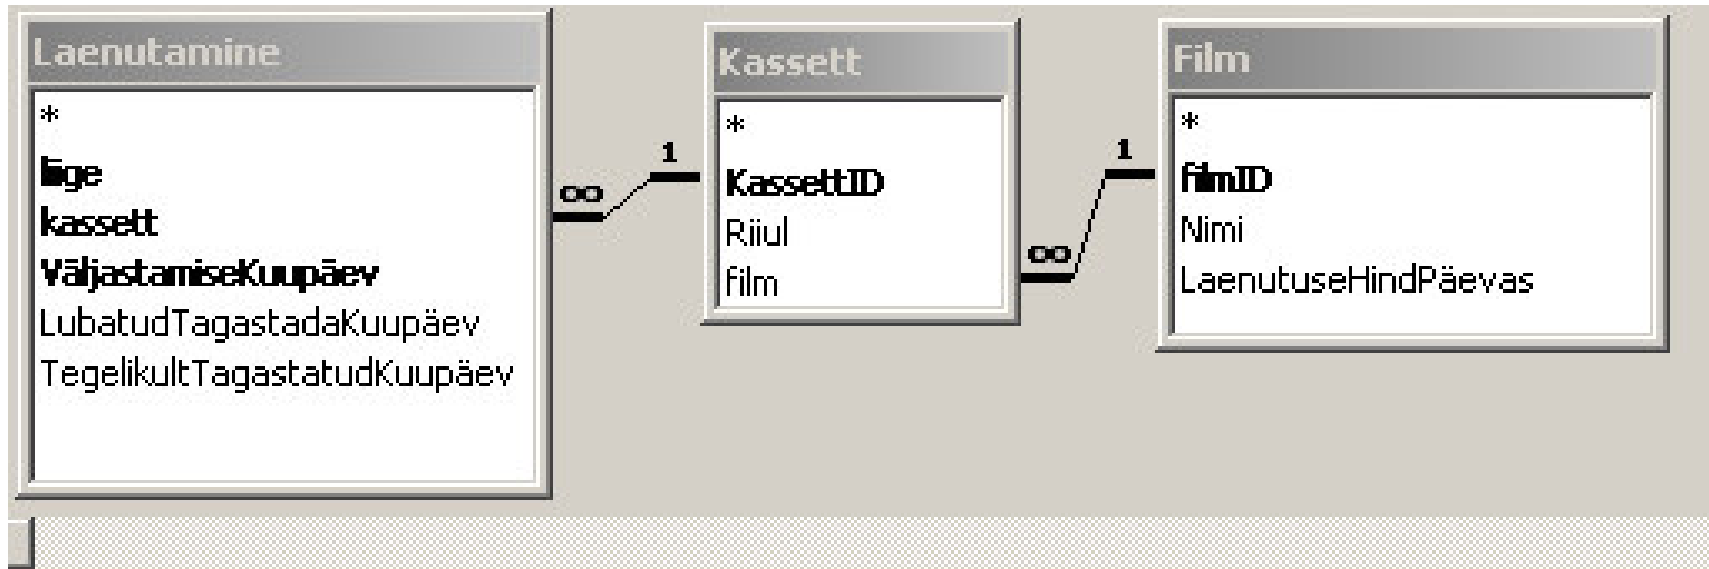 Laenutamine
*
liige
kassett
VäljastamiseKuupäev
LubatudTagastadaKuupäev
TegelikultTagastatudKuupäev
∞
1
Kassett
*
KassettID
Riiul
film
∞
1
Film
*
filmID
Nimi
LaenutuseHindPäevas